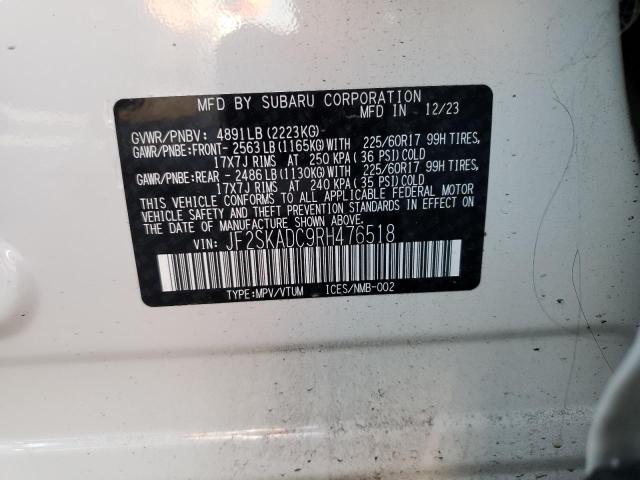 MFD BY SUBARU CORPORATION
MFD IN 12/23
GVWR/PNBV: 4891LB(2223KG)
GAWR/PNBE:FRONT- 2563LB(1165KG)WITH 225/60R17 99H TIRES,
17X7J RIMS AT 250 KPA(36 PSI)COLD
GAWR/PNBE:REAR - 2486LB(1130KG)WITH 225/60R17 99H TIRES,
17X7J RIMS AT 240 KPA(35 PSI)COLD
THIS VEHICLE CONFORMS TO ALL APPLICABLE FEDERAL MOTOR
VEHICLE SAFETY AND THEFT PREVENTION STANDARDS IN EFFECT
ON THE DATE OF MANUFACTURE SHOWN ABOVE.
VIN: JF2SKADC9RH476518
TYPE:MPV/VTUM ICES/NMB-002